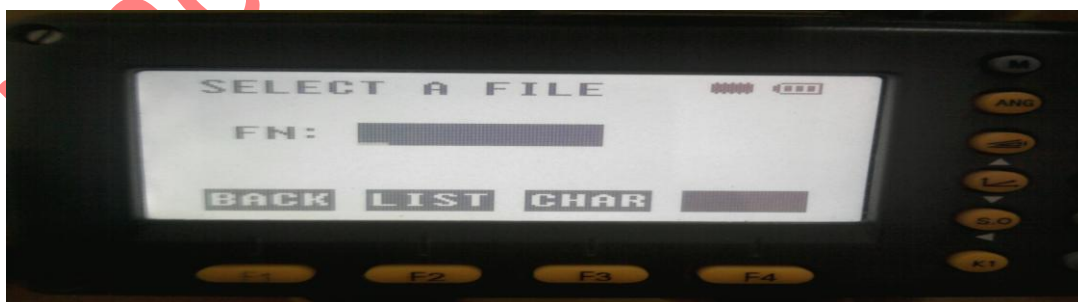 SELECT A FILE
FN:
BACK LIST CHAR
F1 F2 F3 F4
M
ANG
S.O
K1